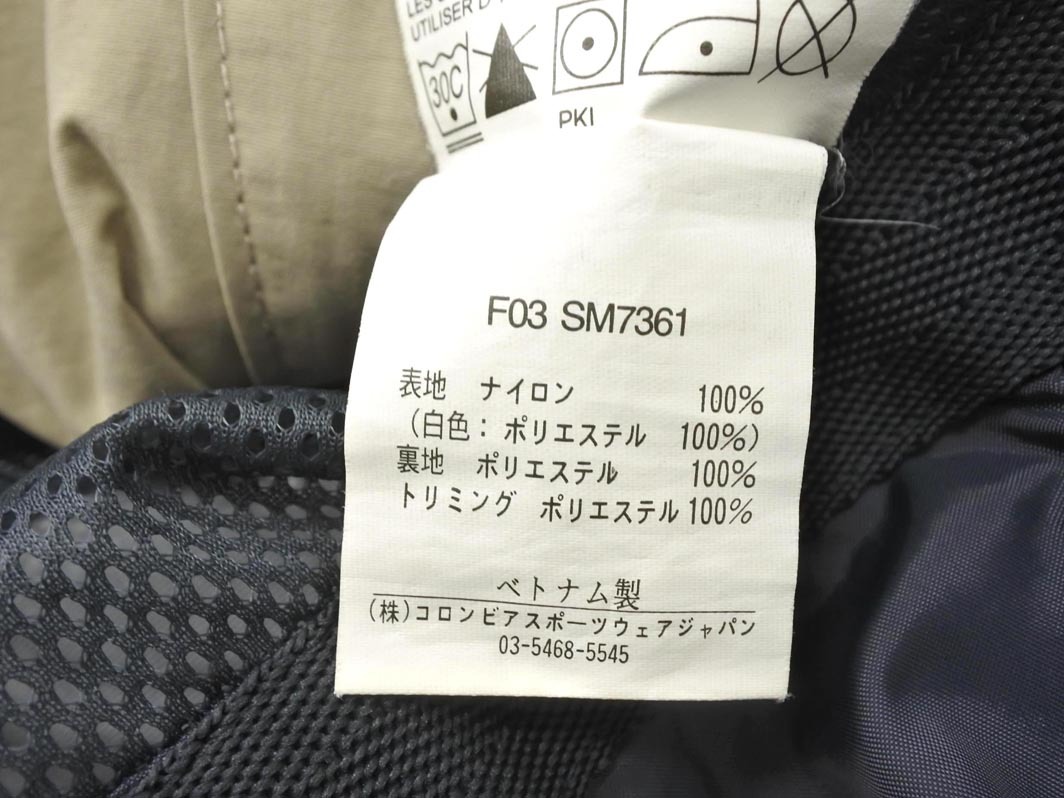 UTILISER D'
30C
PKI
F03 SM7361
表地 ナイロン 100%
(白色: ポリエステル 100%)
裏地 ポリエステル 100%
トリミング ポリエステル 100%
ベトナム製
(株)コロンビアスポーツウェアジャパン
03-5468-5545